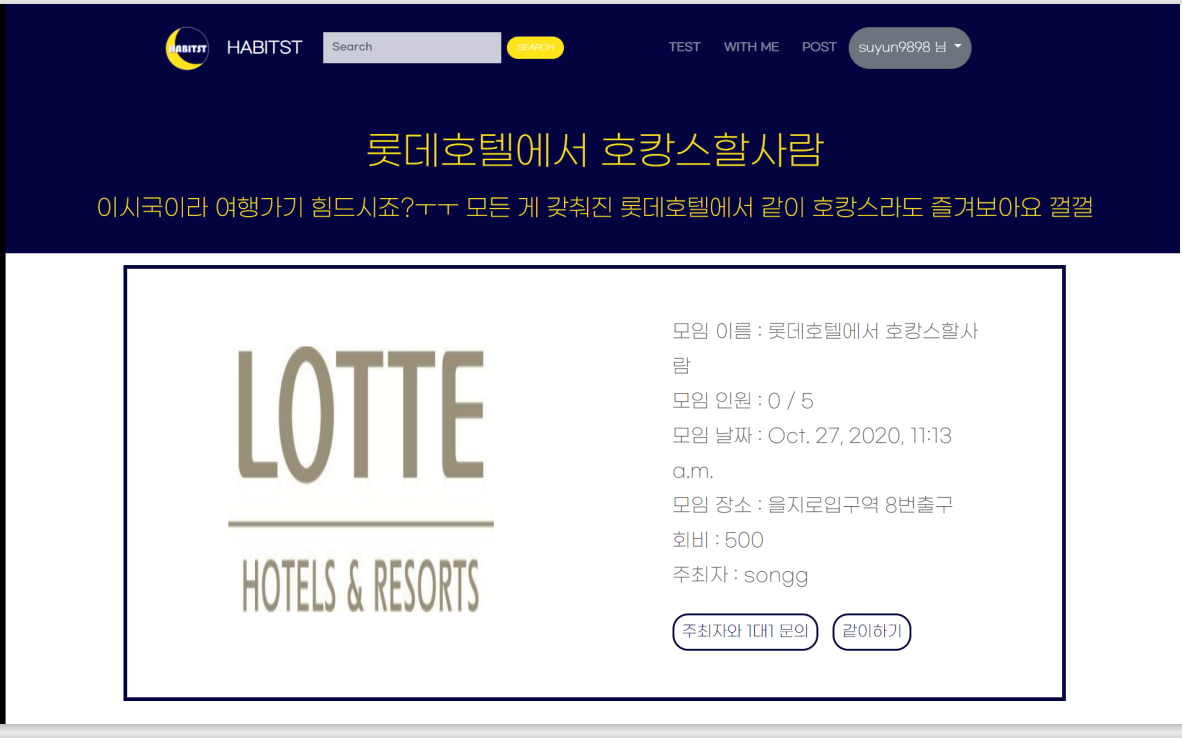 HABITST
HABITST
Search
SEARCH
TEST
WITH ME
POST
suyun9898 님
롯데호텔에서 호캉스할사람
이시국이라 여행가기 힘드시죠?ㅜㅜ 모든 게 갖춰진 롯데호텔에서 같이 호캉스라도 즐겨보아요 껄껄
LOTTE
HOTELS & RESORTS
모임 이름 : 롯데호텔에서 호캉스할사
람
모임 인원 : 0 / 5
모임 날짜 : Oct. 27, 2020, 11:13
a.m.
모임 장소 : 을지로입구역 8번출구
회비 : 500
주최자 : songg
주최자와 1대1 문의
같이하기